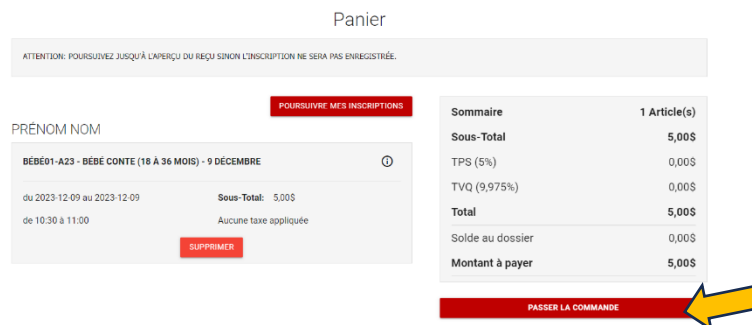 Panier
ATTENTION: POURSUIVEZ JUSQU'À L'APERÇU DU REÇU SINON L'INSCRIPTION NE SERA PAS ENREGISTRÉE.
POURSUIVRE MES INSCRIPTIONS
PRÉNOM NOM
BÉBÉ01-A23 - BÉBÉ CONTE (18 À 36 MOIS) - 9 DÉCEMBRE
du 2023-12-09 au 2023-12-09 Sous-Total: 5,00$
de 10:30 à 11:00 Aucune taxe appliquée
SUPPRIMER
Sommaire 1 Article(s)
Sous-Total 5,00$
TPS (5%) 0,00$
TVQ (9,975%) 0,00$
Total 5,00$
Solde au dossier 0,00$
Montant à payer 5,00$
PASSER LA COMMANDE